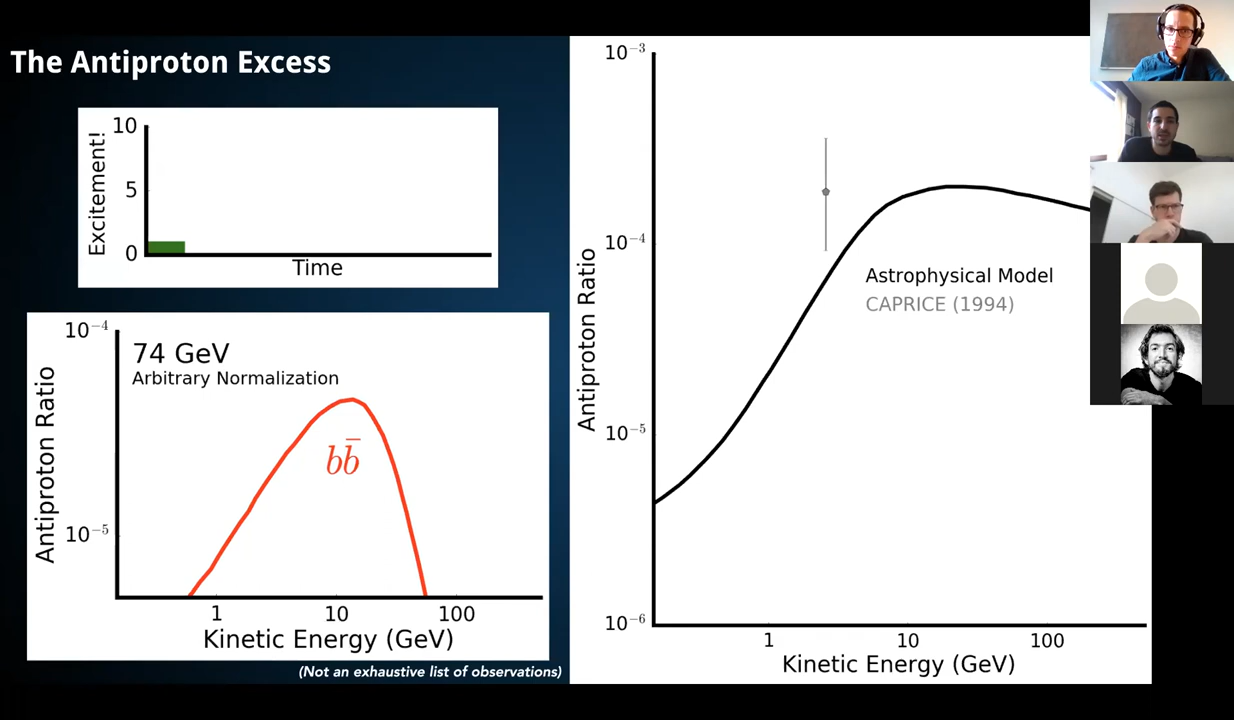 The Antiproton Excess
10
5
0
Excitement!
Time
10⁻⁴
10⁻⁵
Antiproton Ratio
74 GeV
Arbitrary Normalization
bb̄
1 10 100
Kinetic Energy (GeV)
(Not an exhaustive list of observations)
10⁻³
10⁻⁴
10⁻⁵
10⁻⁶
Antiproton Ratio
Astrophysical Model
CAPRICE (1994)
1 10 100
Kinetic Energy (GeV)